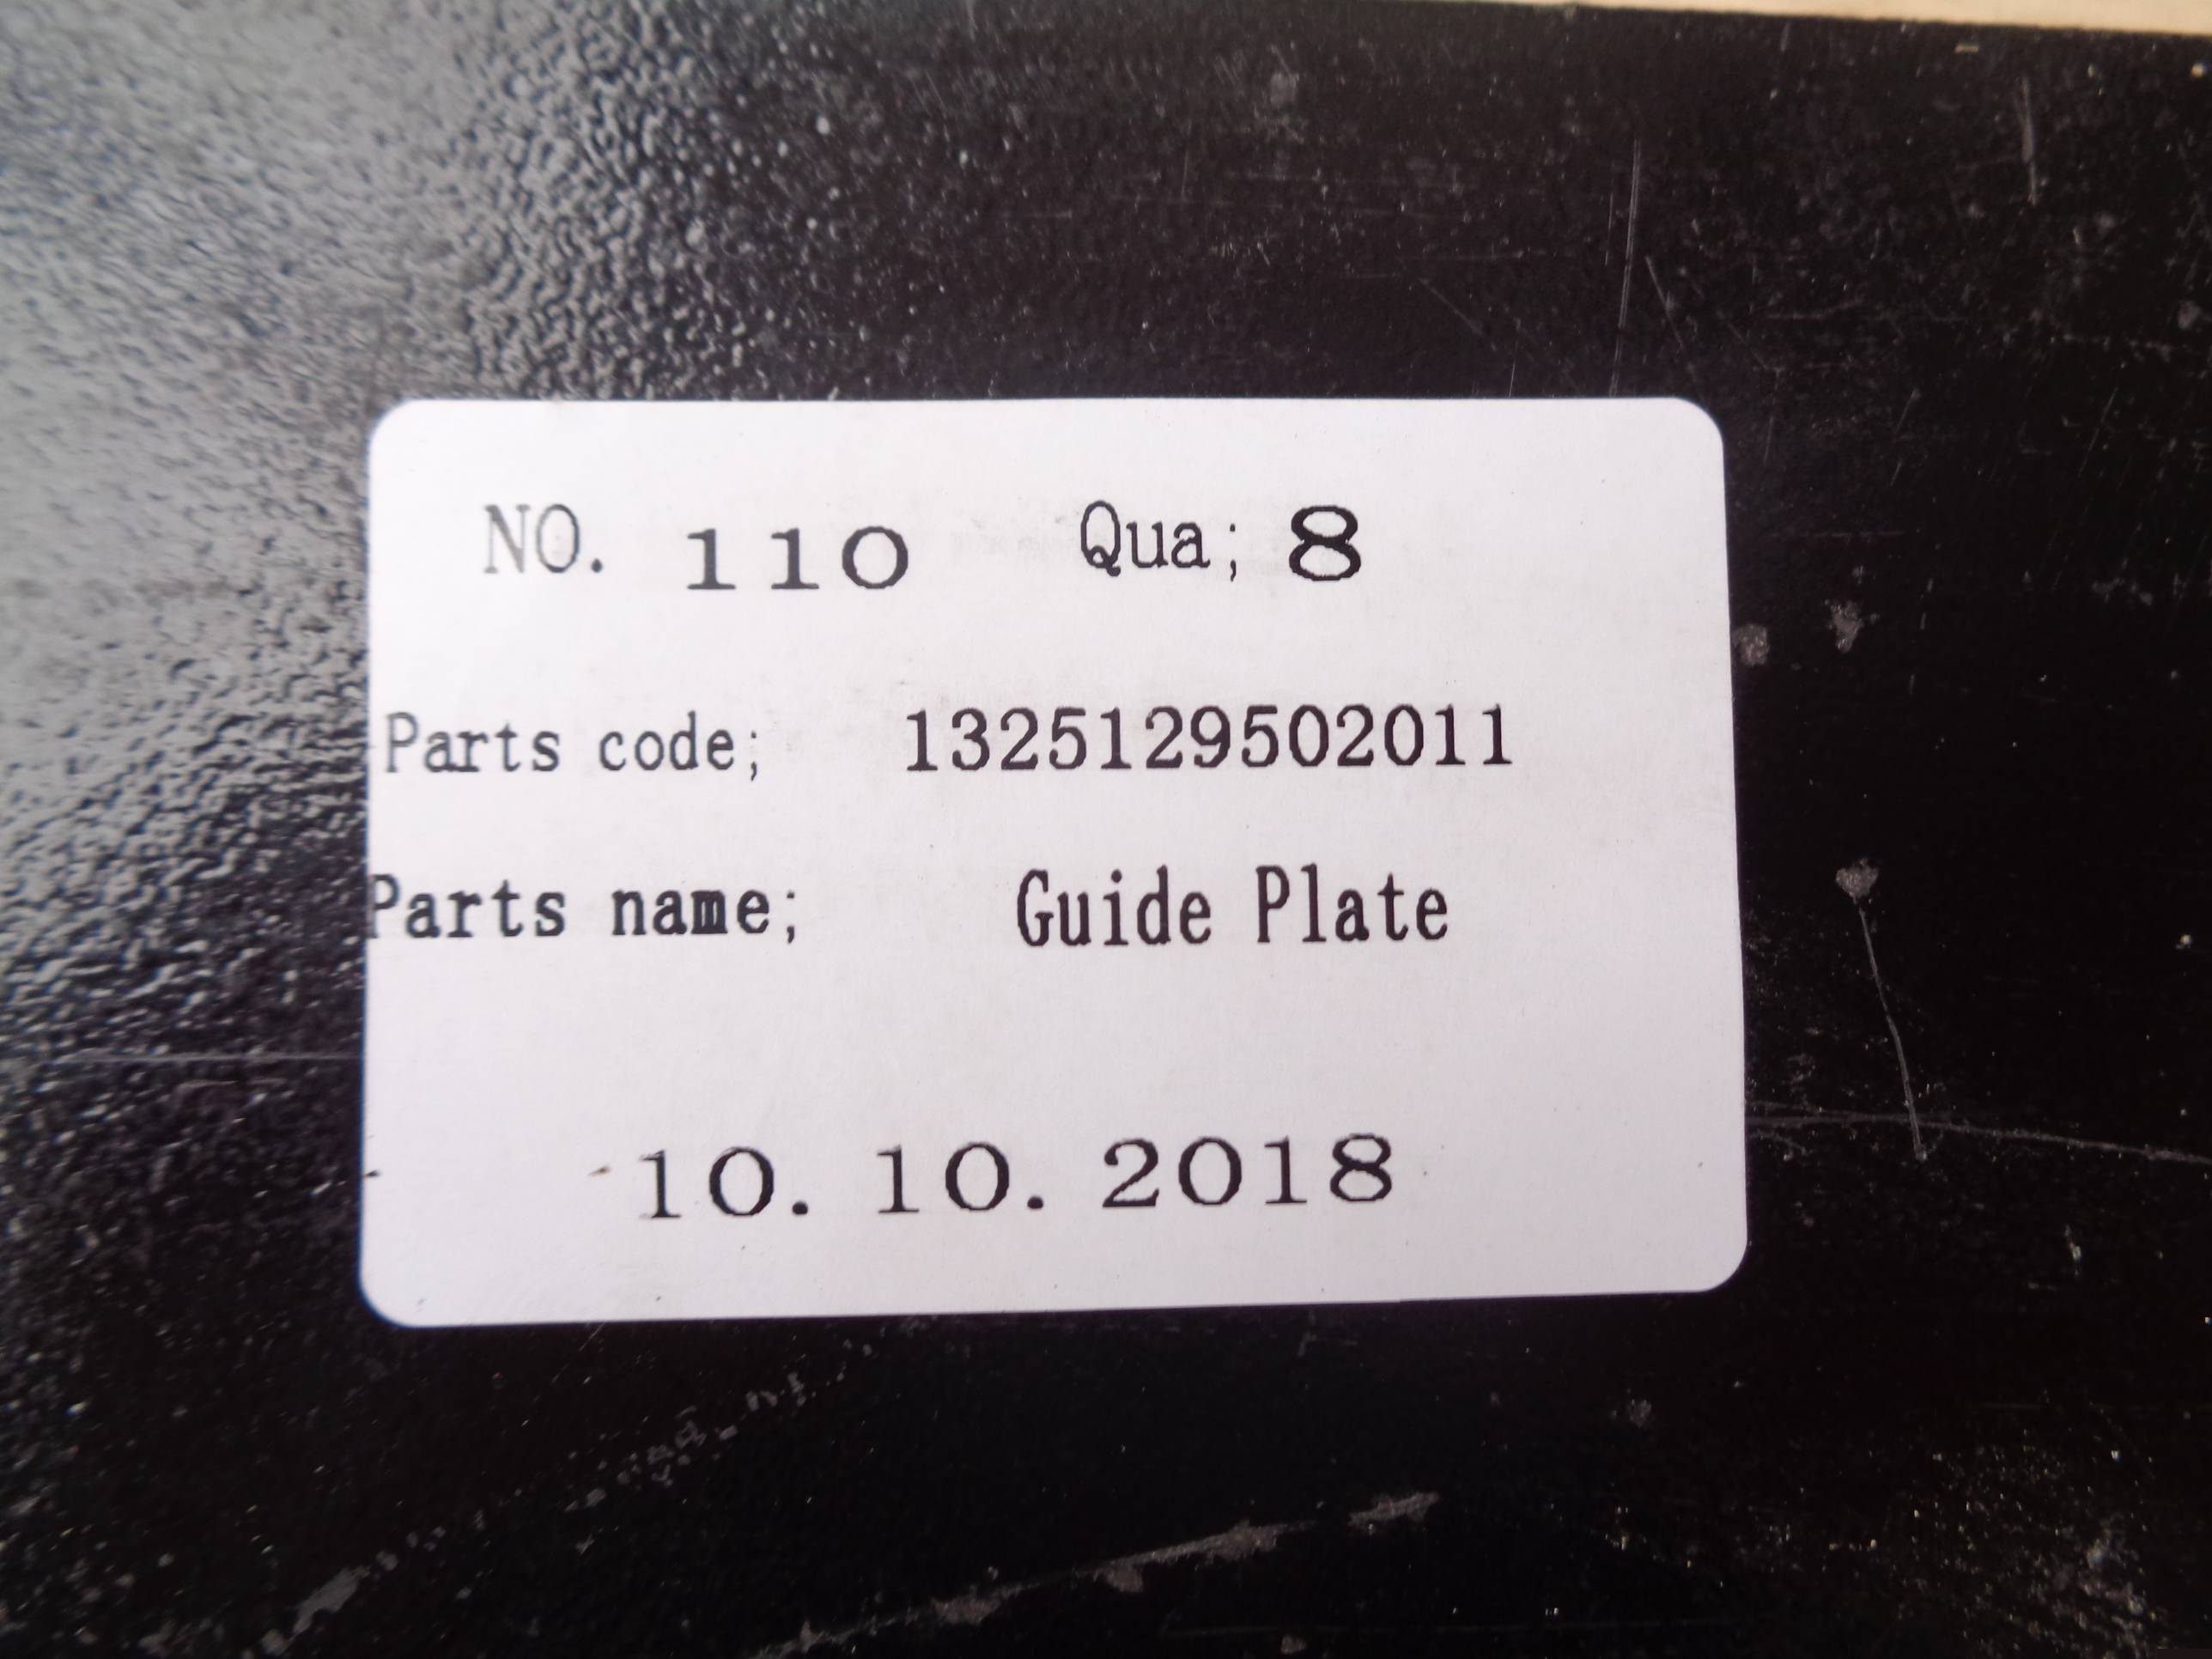 NO. 110 Qua; 8
Parts code; 1325129502011
Parts name; Guide Plate
10. 10. 2018